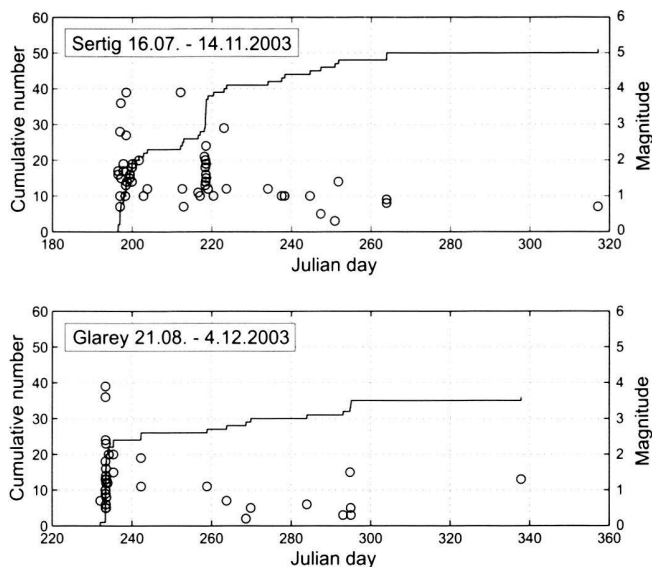 60
50
40
30
20
10
0
Cumulative number
Sertig 16.07. - 14.11.2003
6
5
4
3
2
1
0
Magnitude
180 200 220 240 260 280 300 320
Julian day
60
50
40
30
20
10
0
Cumulative number
Glarey 21.08. - 4.12.2003
6
5
4
3
2
1
0
Magnitude
220 240 260 280 300 320 340 360
Julian day